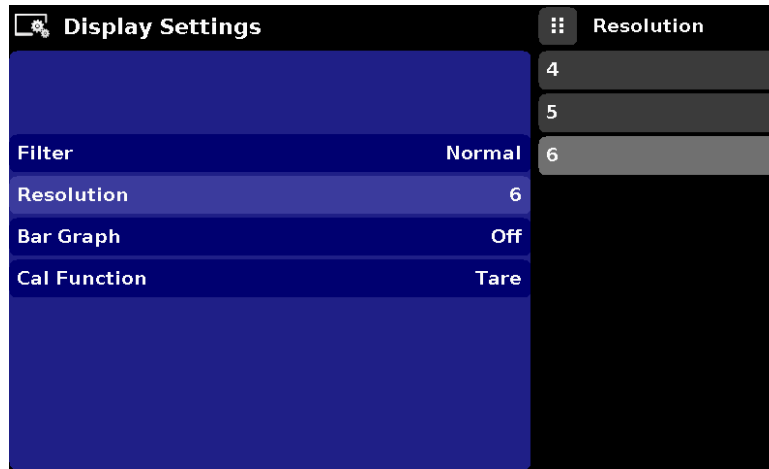 Display Settings
Filter Normal
Resolution 6
Bar Graph Off
Cal Function Tare
Resolution
4
5
6